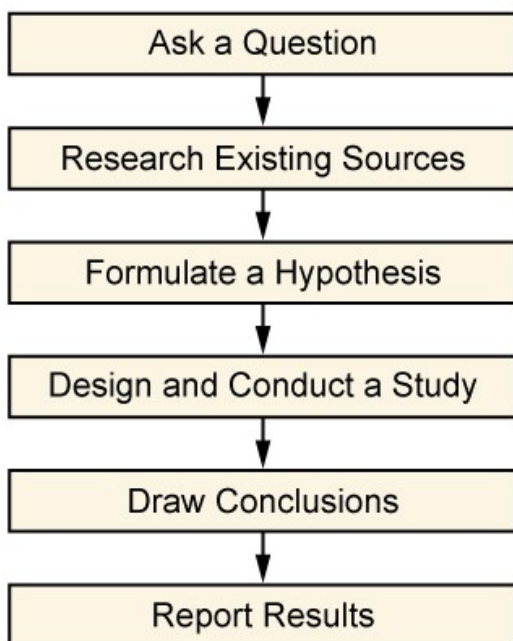 Ask a Question
Research Existing Sources
Formulate a Hypothesis
Design and Conduct a Study
Draw Conclusions
Report Results